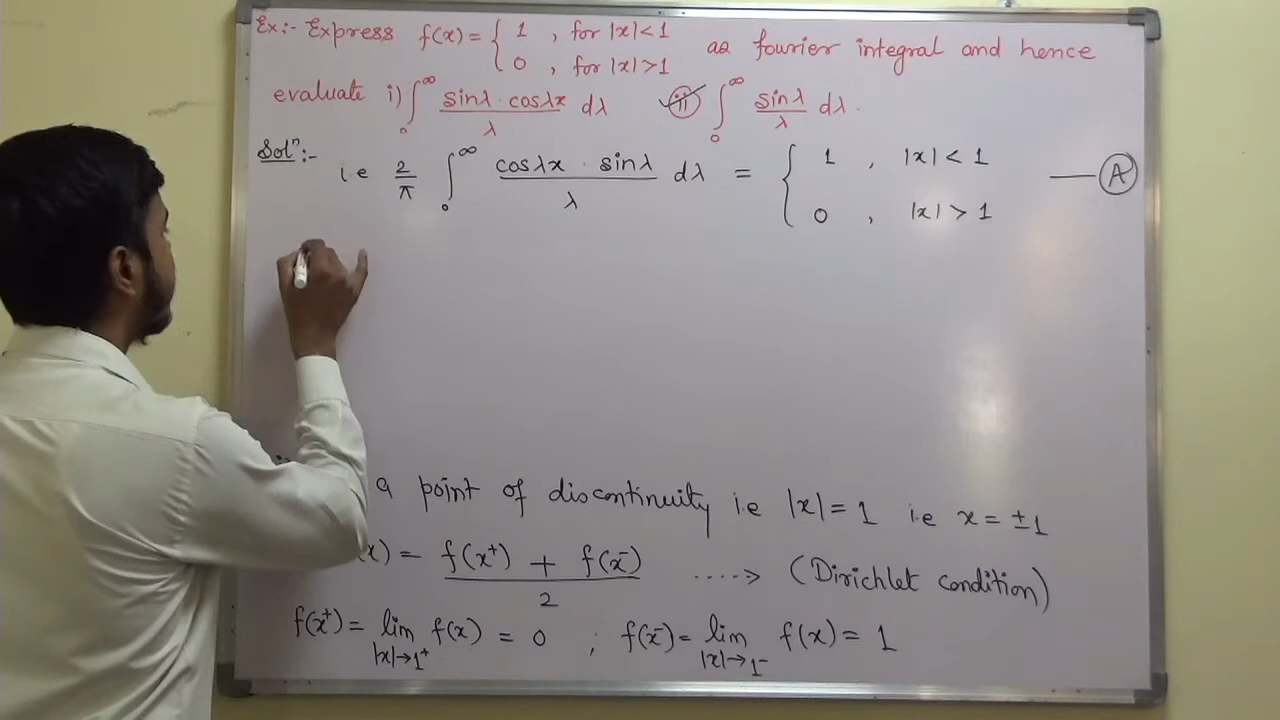 Ex:- Express f(x) = { 1 , for |x| < 1
0 , for |x| > 1 as fourier integral and hence
evaluate i) ∫₀^∞ sinλ · cosλx / λ dλ ii) ∫₀^∞ sinλ / λ dλ.
Solⁿ:- i.e 2/π ∫₀^∞ cosλx · sinλ / λ dλ = { 1 , |x| < 1
0 , |x| > 1 — A
a point of discontinuity i.e |x| = 1 i.e x = ±1
(x) = f(x⁺) + f(x⁻) / 2 ....> (Dirichlet condition)
f(x⁺) = lim |x|→1⁺ f(x) = 0 ; f(x⁻) = lim |x|→1⁻ f(x) = 1